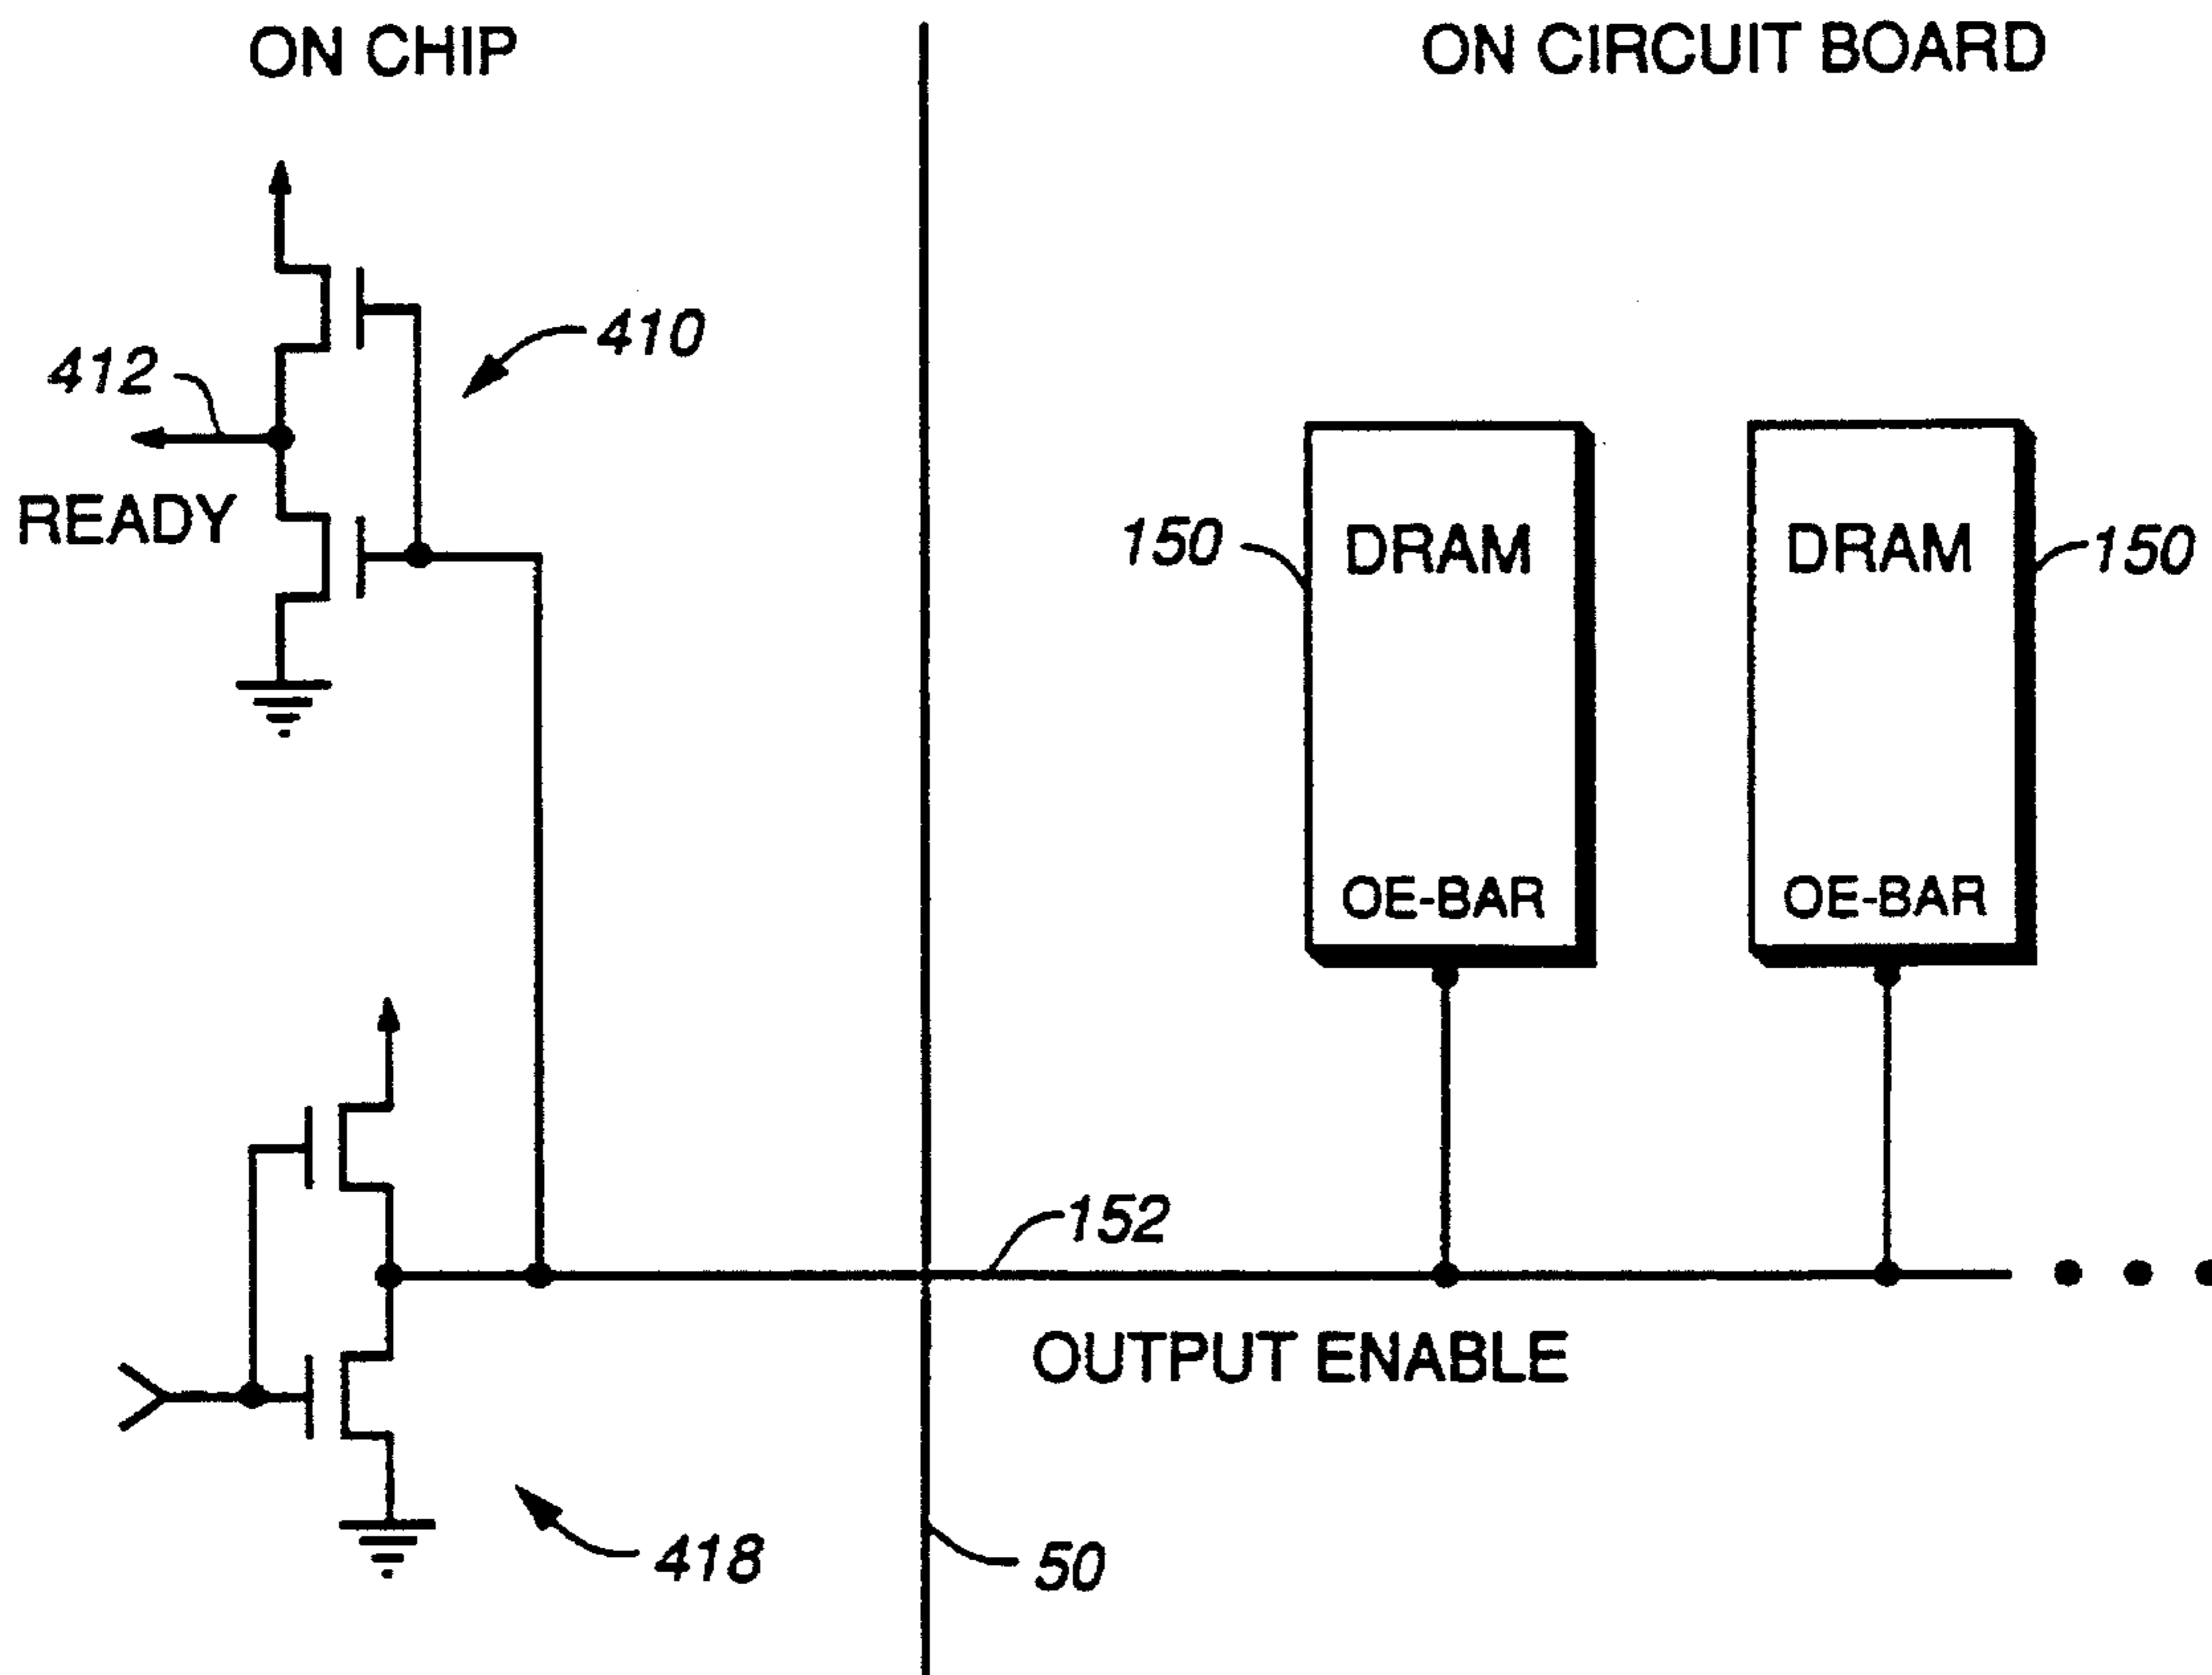 ON CHIP
ON CIRCUIT BOARD
410
412
READY
150
DRAM
DRAM
150
OE-BAR
OE-BAR
152
OUTPUT ENABLE
418
50